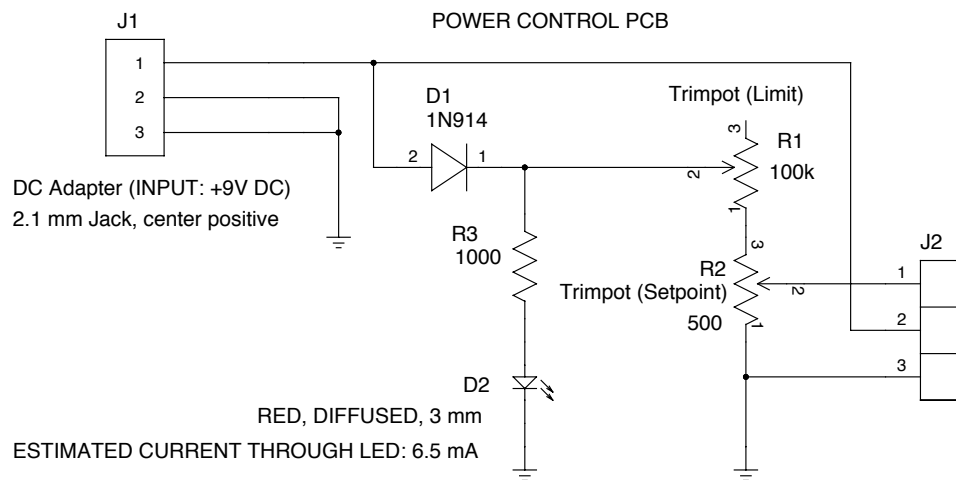 POWER CONTROL PCB
J1
1
2
3
DC Adapter (INPUT: +9V DC)
2.1 mm Jack, center positive
D1
1N914
2
1
Trimpot (Limit)
3
R1
100k
2
1
R3
1000
3
R2
Trimpot (Setpoint)
500
2
1
J2
1
2
3
D2
RED, DIFFUSED, 3 mm
ESTIMATED CURRENT THROUGH LED: 6.5 mA